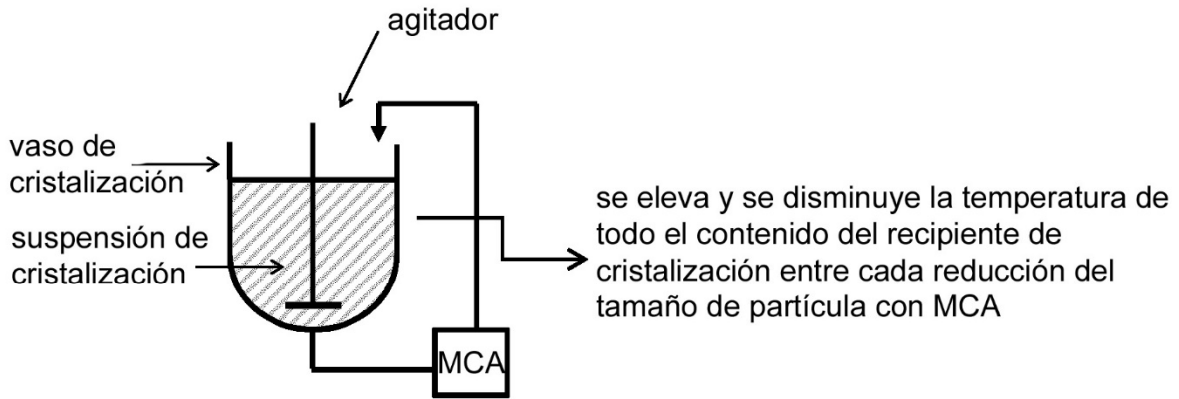 agitador
vaso de
cristalización
suspensión de
cristalización
se eleva y se disminuye la temperatura de
todo el contenido del recipiente de
cristalización entre cada reducción del
tamaño de partícula con MCA
MCA